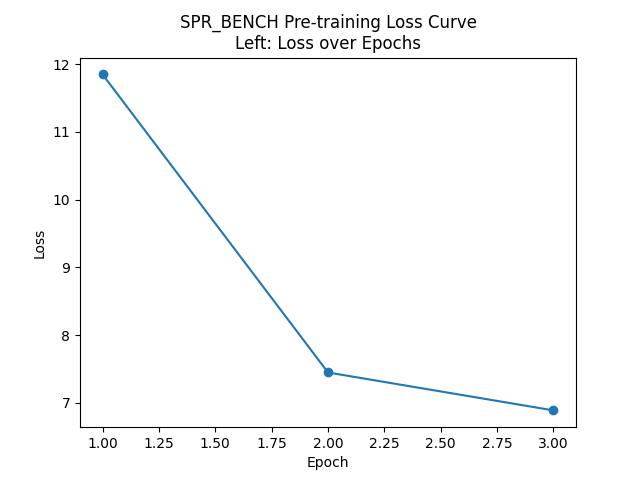 SPR_BENCH Pre-training Loss Curve
Left: Loss over Epochs
12
11
10
9
8
7
Loss
1.00 1.25 1.50 1.75 2.00 2.25 2.50 2.75 3.00
Epoch